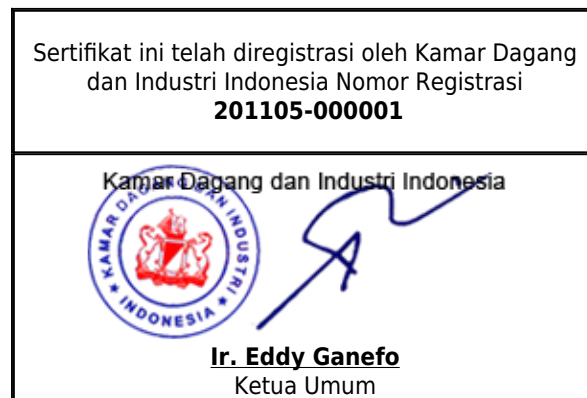 Sertifikat ini telah diregistrasi oleh Kamar Dagang
dan Industri Indonesia Nomor Registrasi
201105-000001
Kamar Dagang dan Industri Indonesia
KAMAR DAGANG DAN INDUSTRI
INDONESIA
Ir. Eddy Ganefo
Ketua Umum